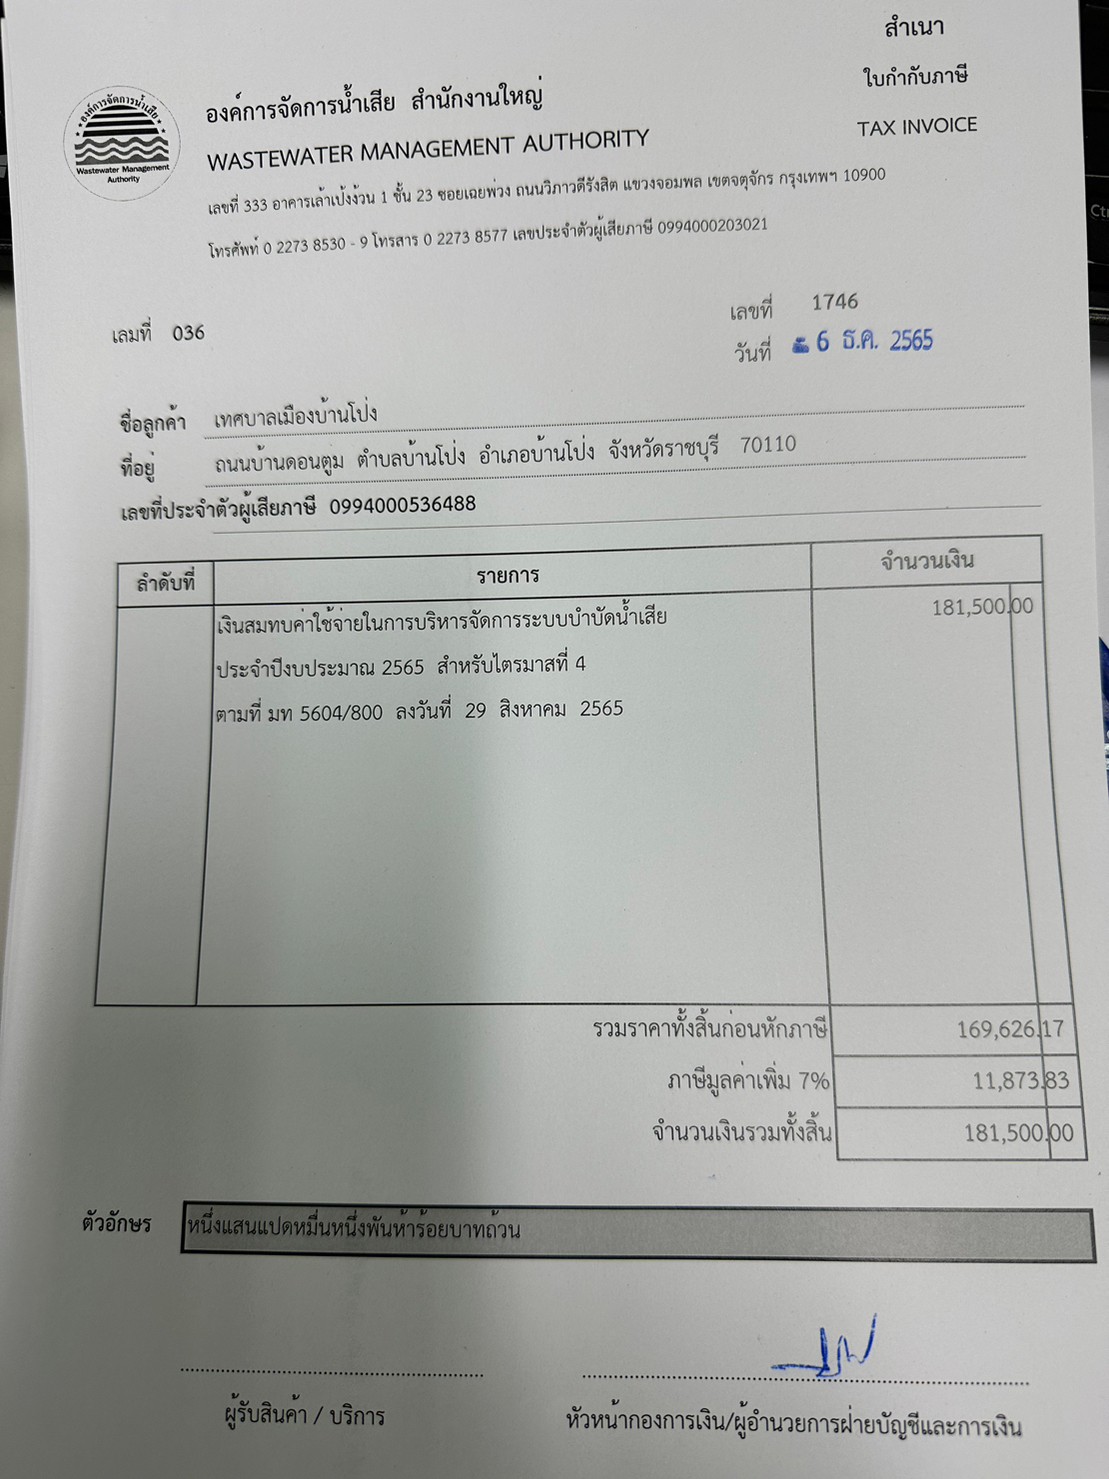 สำเนา
ใบกำกับภาษี
TAX INVOICE
องค์การจัดการน้ำเสีย
Wastewater Management
Authority
องค์การจัดการน้ำเสีย สำนักงานใหญ่
WASTEWATER MANAGEMENT AUTHORITY
เลขที่ 333 อาคารเล้าเป้งง้วน 1 ชั้น 23 ซอยเฉยพ่วง ถนนวิภาวดีรังสิต แขวงจอมพล เขตจตุจักร กรุงเทพฯ 10900
โทรศัพท์ 0 2273 8530 - 9 โทรสาร 0 2273 8577 เลขประจำตัวผู้เสียภาษี 0994000203021
เลมที่ 036
เลขที่ 1746
วันที่ 6 ธ.ค. 2565
ชื่อลูกค้า เทศบาลเมืองบ้านโป่ง
ที่อยู่ ถนนบ้านดอนตูม ตำบลบ้านโป่ง อำเภอบ้านโป่ง จังหวัดราชบุรี 70110
เลขที่ประจำตัวผู้เสียภาษี 0994000536488
ลำดับที่ รายการ จำนวนเงิน
เงินสมทบค่าใช้จ่ายในการบริหารจัดการระบบบำบัดน้ำเสีย 181,500.00
ประจำปีงบประมาณ 2565 สำหรับไตรมาสที่ 4
ตามที่ มท 5604/800 ลงวันที่ 29 สิงหาคม 2565
รวมราคาทั้งสิ้นก่อนหักภาษี 169,626.17
ภาษีมูลค่าเพิ่ม 7% 11,873.83
จำนวนเงินรวมทั้งสิ้น 181,500.00
ตัวอักษร หนึ่งแสนแปดหมื่นหนึ่งพันห้าร้อยบาทถ้วน
ผู้รับสินค้า / บริการ
หัวหน้ากองการเงิน/ผู้อำนวยการฝ่ายบัญชีและการเงิน